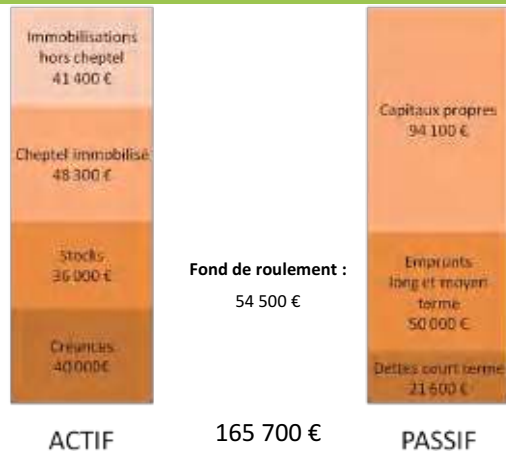 Immobilisations
hors cheptel
41 400 €
Cheptel immobilisé
48 300 €
Stocks
36 000 €
Créances
40 000€
ACTIF
Fond de roulement :
54 500 €
165 700 €
Capitaux propres
94 100 €
Emprunts
long et moyen
terme
50 000 €
Dettes court terme
21 600 €
PASSIF